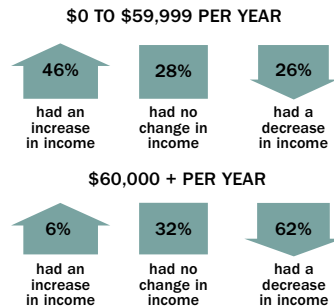 $0 TO $59,999 PER YEAR
46% 28% 26%
had an had no had a
increase change in decrease
in income income in income
$60,000 + PER YEAR
6% 32% 62%
had an had no had a
increase change in decrease
in income income in income